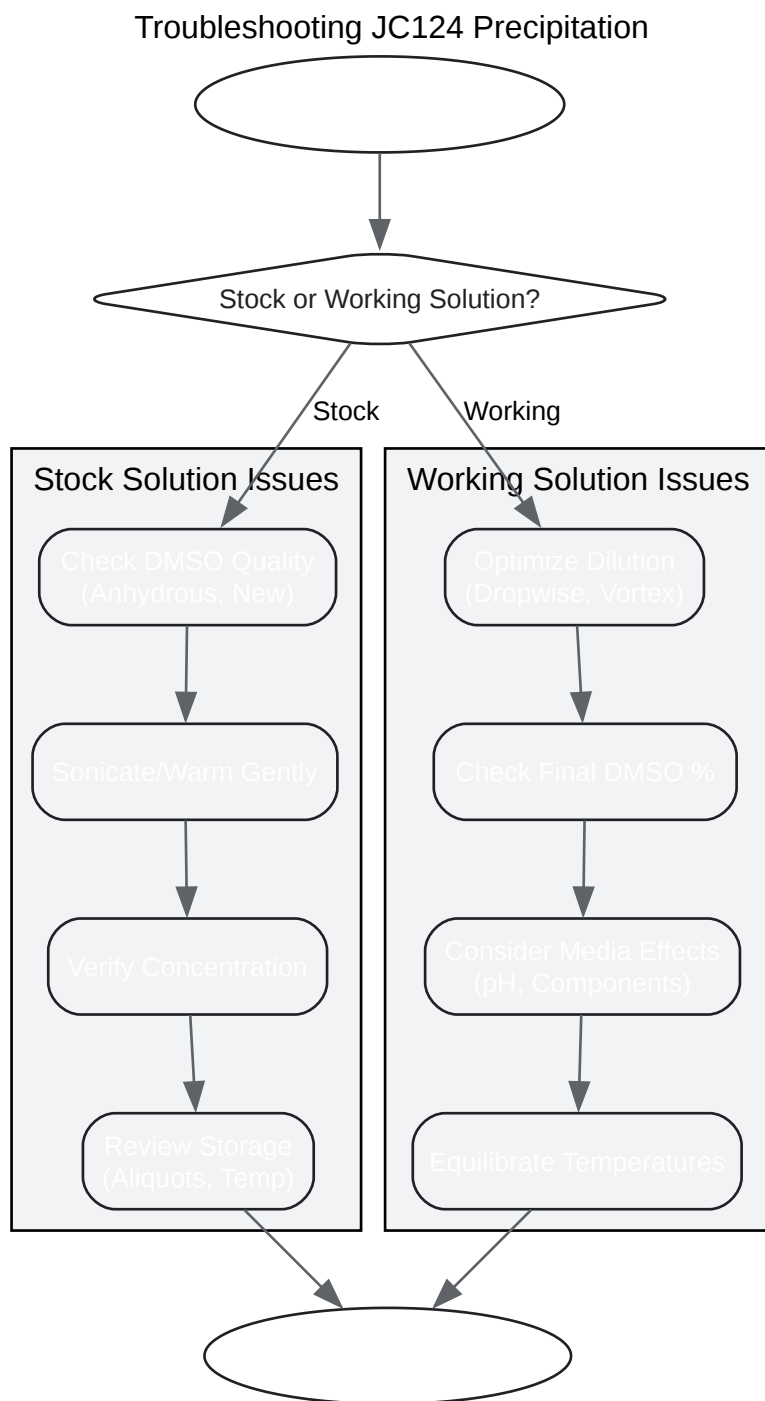 Troubleshooting JC124 Precipitation
Stock or Working Solution?
Stock
Working
Stock Solution Issues
Check DMSO Quality
(Anhydrous, New)
Sonicate/Warm Gently
Verify Concentration
Review Storage
(Aliquots, Temp)
Working Solution Issues
Optimize Dilution
(Dropwise, Vortex)
Check Final DMSO %
Consider Media Effects
(pH, Components)
Equilibrate Temperatures